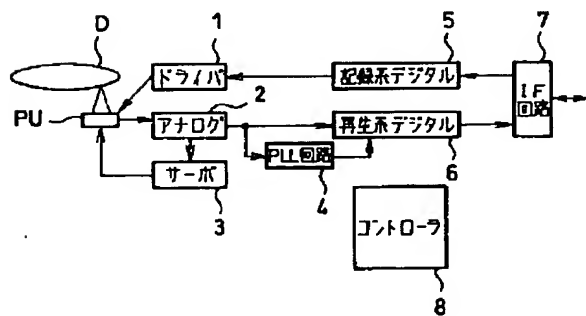 D
1
5
7
ドライバ
記録系デジタル
IF
回路
2
PU
アナログ
再生系デジタル
PLL回路
6
サーボ
4
3
コントローラ
8